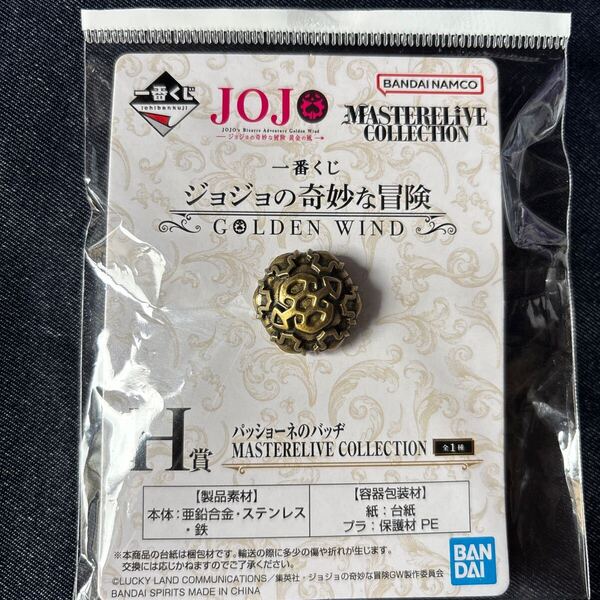 一番くじ
ichibankuji
JOJO
JOJO's Bizarre Adventure Golden Wind
ジョジョの奇妙な冒険 黄金の風
BANDAI NAMCO
MASTERELIVE
COLLECTION
一番くじ
ジョジョの奇妙な冒険
GOLDEN WIND
H賞
パッショーネのバッヂ
MASTERELIVE COLLECTION 全1種
【製品素材】
本体:亜鉛合金・ステンレス
・鉄
【容器包装材】
紙:台紙
プラ:保護材 PE
※本商品の台紙は梱包材です。輸送の際に多少の傷や折れが生じます。
交換には応じかねますのでご了承ください。
©LUCKY LAND COMMUNICATIONS/集英社・ジョジョの奇妙な冒険GW製作委員会
BANDAI SPIRITS MADE IN CHINA
BAN
DAI